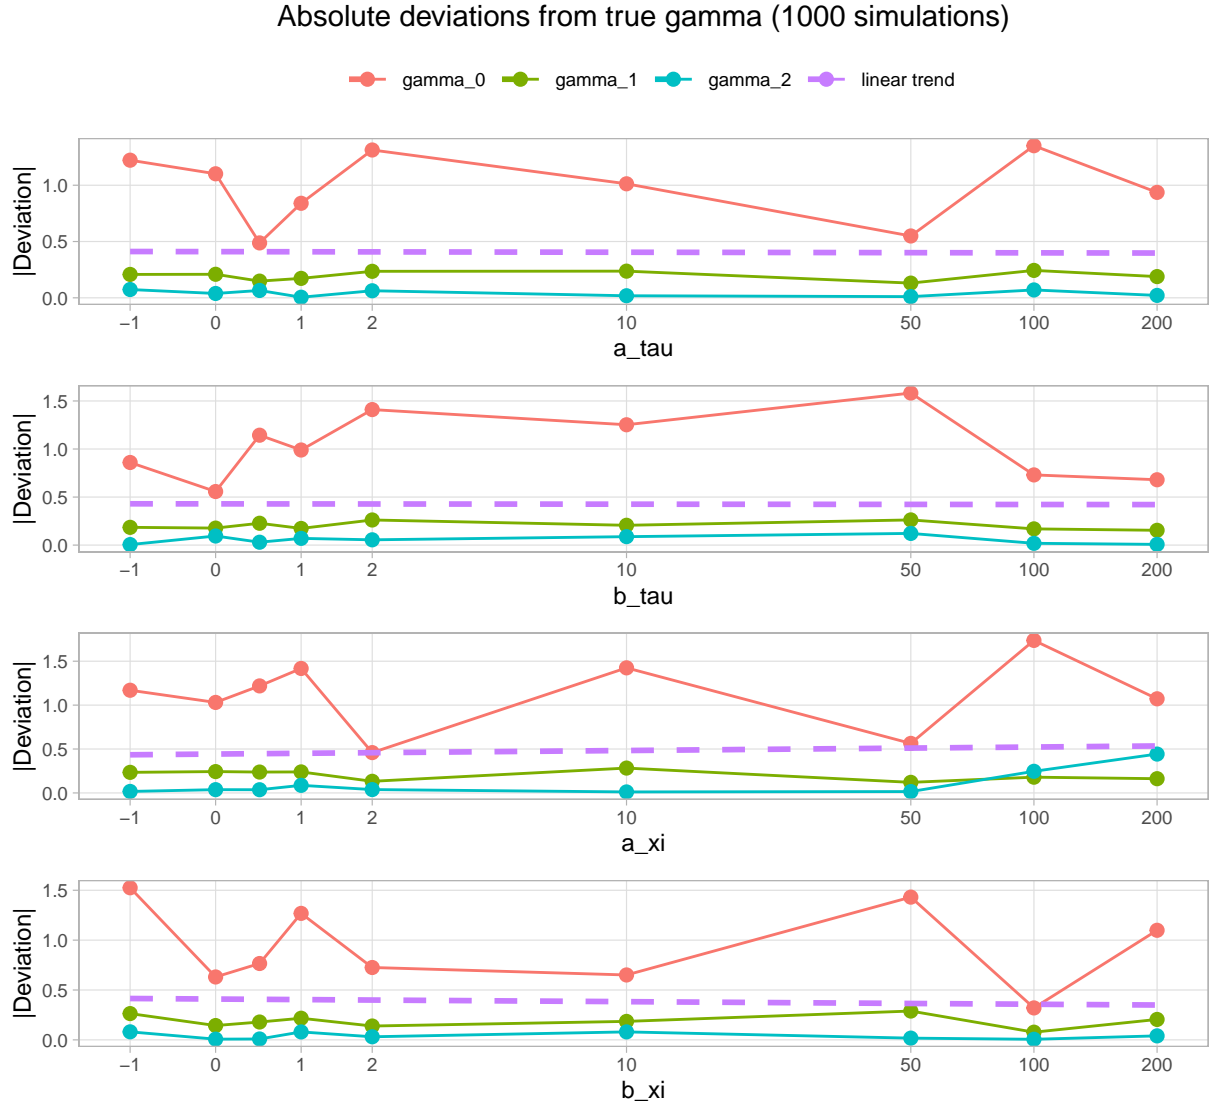 Absolute deviations from true gamma (1000 simulations)
gamma_0 gamma_1 gamma_2 linear trend
|Deviation|
1.0
0.5
0.0
−1 0 1 2 10 50 100 200
a_tau
|Deviation|
1.5
1.0
0.5
0.0
−1 0 1 2 10 50 100 200
b_tau
|Deviation|
1.5
1.0
0.5
0.0
−1 0 1 2 10 50 100 200
a_xi
|Deviation|
1.5
1.0
0.5
0.0
−1 0 1 2 10 50 100 200
b_xi